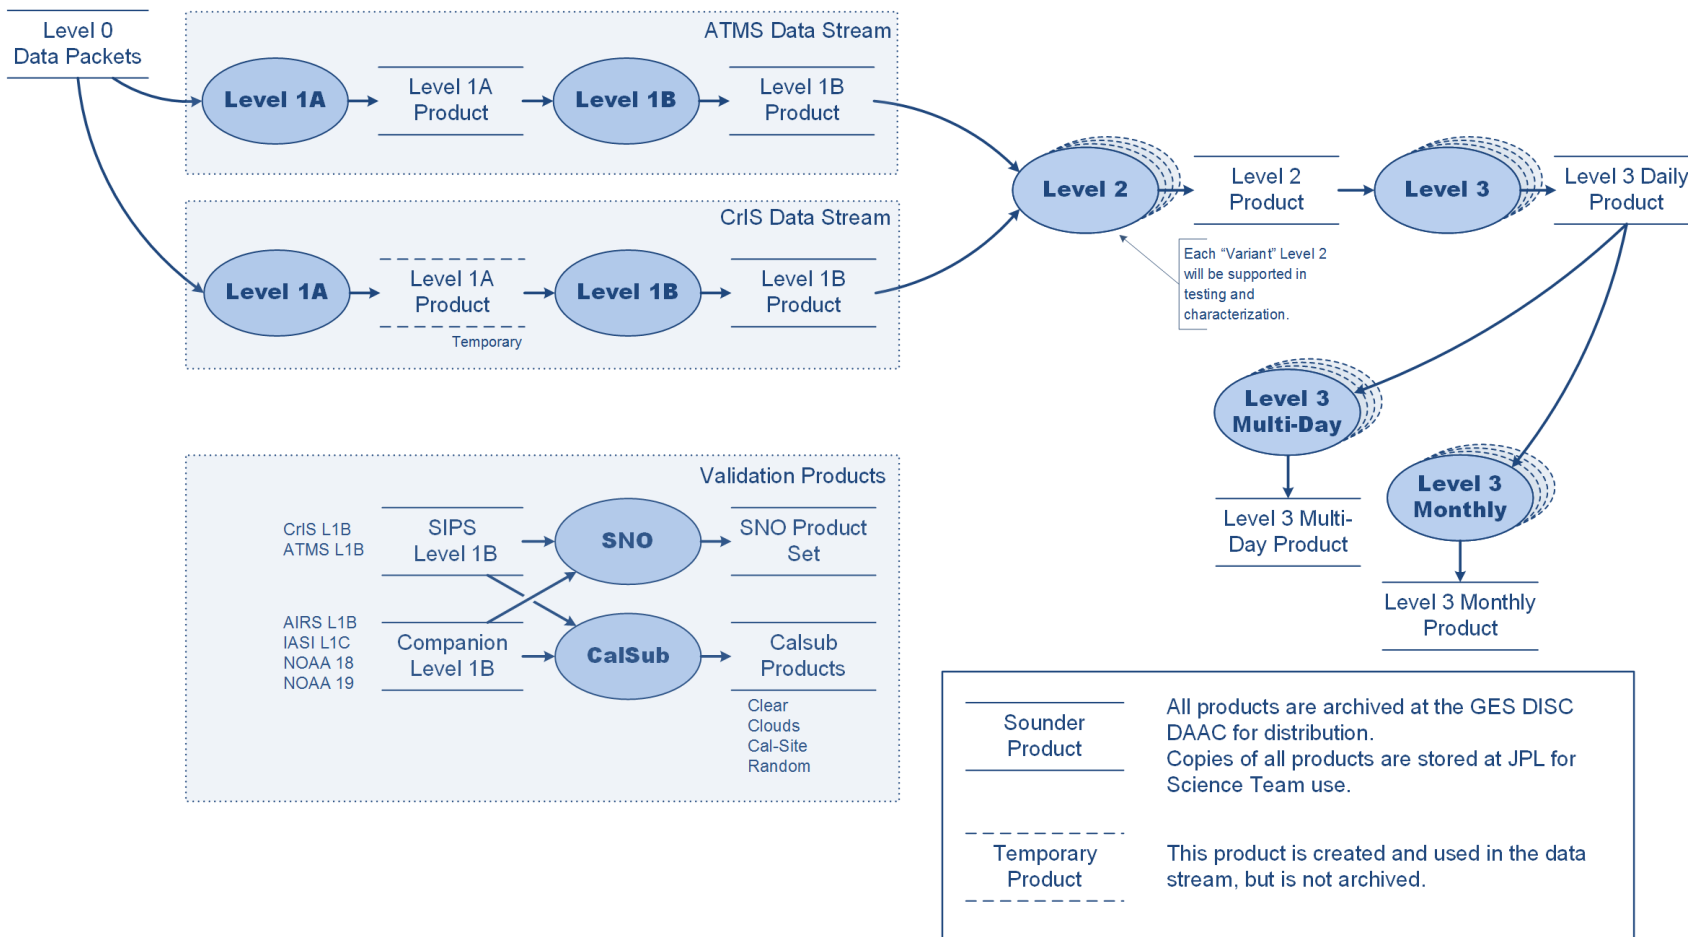 Level 0
Data Packets
ATMS Data Stream
Level 1A
Level 1A
Product
Level 1B
Level 1B
Product
CrIS Data Stream
Level 1A
Level 1A
Product
Temporary
Level 1B
Level 1B
Product
Level 2
Level 2
Product
Level 3
Level 3 Daily
Product
Each “Variant” Level 2
will be supported in
testing and
characterization.
Level 3
Multi-Day
Level 3 Multi-
Day Product
Level 3
Monthly
Level 3 Monthly
Product
Validation Products
CrIS L1B
ATMS L1B
SIPS
Level 1B
SNO
SNO Product
Set
AIRS L1B
IASI L1C
NOAA 18
NOAA 19
Companion
Level 1B
CalSub
Calsub
Products
Clear
Clouds
Cal-Site
Random
Sounder
Product
All products are archived at the GES DISC
DAAC for distribution.
Copies of all products are stored at JPL for
Science Team use.
Temporary
Product
This product is created and used in the data
stream, but is not archived.